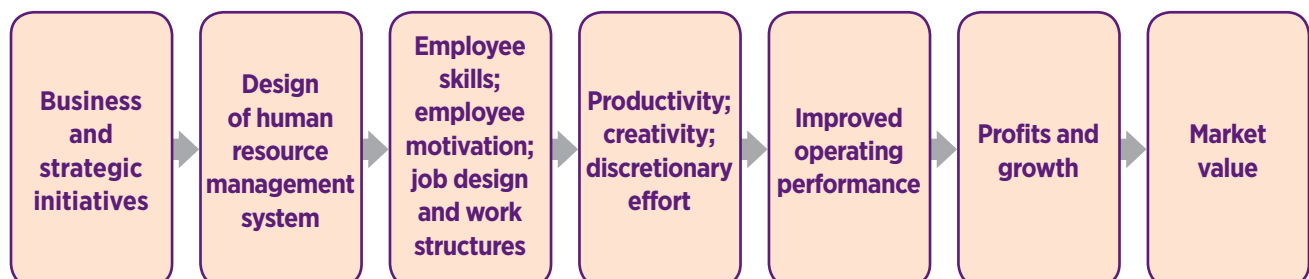 Business
and
strategic
initiatives
Design
of human
resource
management
system
Employee
skills;
employee
motivation;
job design
and work
structures
Productivity;
creativity;
discretionary
effort
Improved
operating
performance
Profits and
growth
Market
value